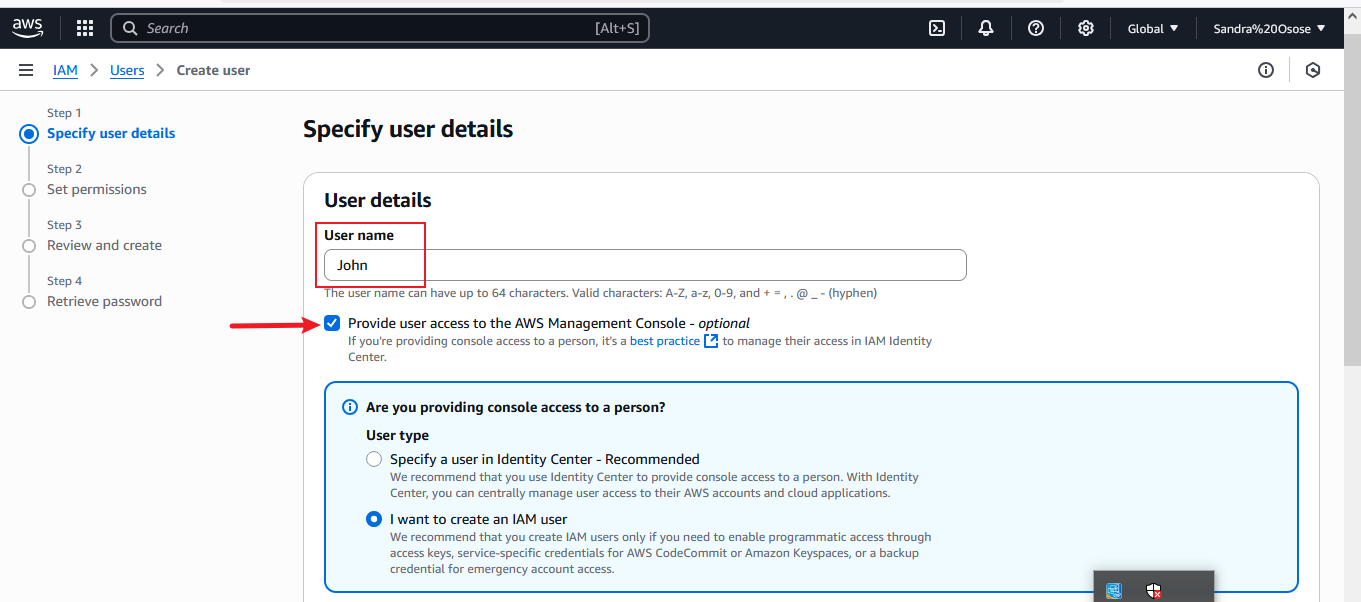 aws
Search [Alt+S]
Global
Sandra%20Osose
IAM
Users
Create user
Step 1
Specify user details
Step 2
Set permissions
Step 3
Review and create
Step 4
Retrieve password
Specify user details
User details
User name
John
The user name can have up to 64 characters. Valid characters: A-Z, a-z, 0-9, and + = , . @ _ - (hyphen)
Provide user access to the AWS Management Console - optional
If you're providing console access to a person, it's a best practice to manage their access in IAM Identity
Center.
Are you providing console access to a person?
User type
Specify a user in Identity Center - Recommended
We recommend that you use Identity Center to provide console access to a person. With Identity
Center, you can centrally manage user access to their AWS accounts and cloud applications.
I want to create an IAM user
We recommend that you create IAM users only if you need to enable programmatic access through
access keys, service-specific credentials for AWS CodeCommit or Amazon Keyspaces, or a backup
credential for emergency account access.